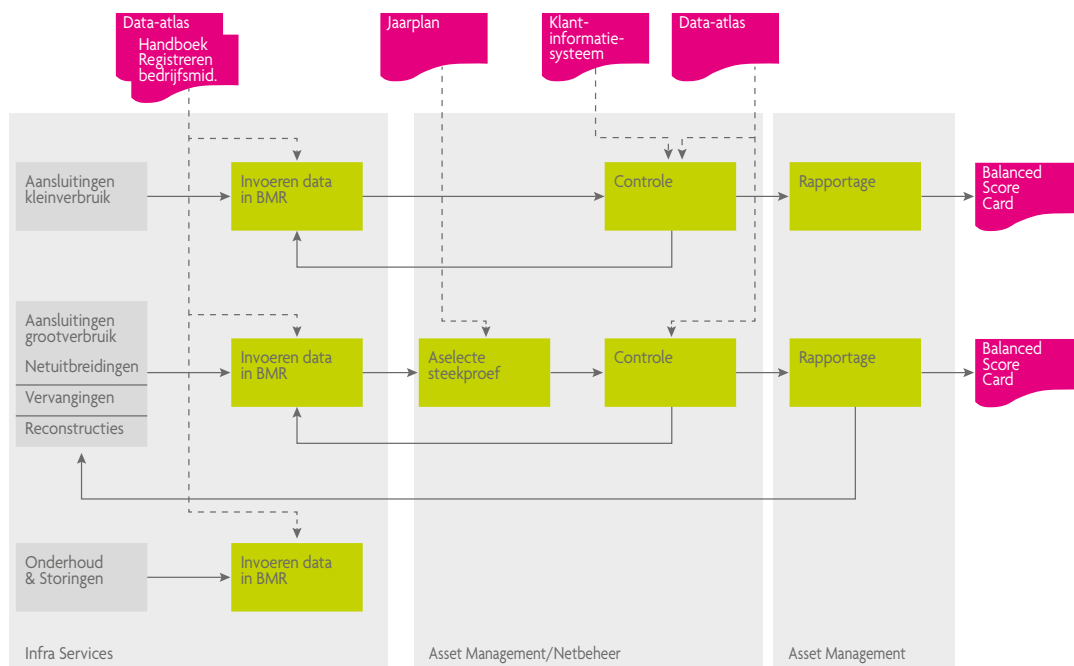 Data-atlas
Handboek
Registreren
bedrijfsmid.
Jaarplan
Klant-
informatie-
systeem
Data-atlas
Aansluitingen
kleinverbruik
Invoeren data
in BMR
Controle
Rapportage
Balanced
Score
Card
Aansluitingen
grootverbruik
Netuitbreidingen
Vervangingen
Reconstructies
Invoeren data
in BMR
Aselecte
steekproef
Controle
Rapportage
Balanced
Score
Card
Onderhoud
& Storingen
Invoeren data
in BMR
Infra Services
Asset Management/Netbeheer
Asset Management